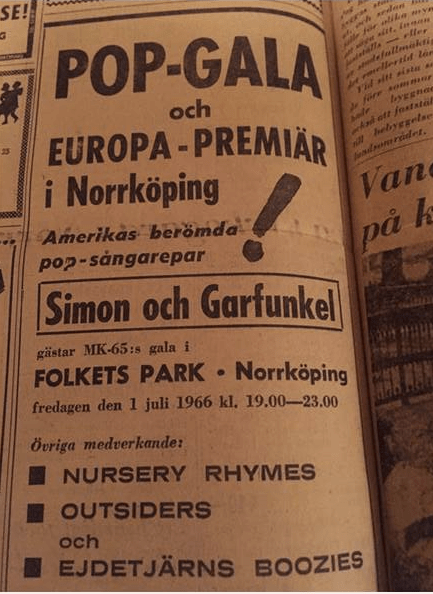 SE!
G
23
POP-GALA
och
EUROPA-PREMIÄR
i Norrköping !
Amerikas berömda
pop-sångarepar
Simon och Garfunkel
gästar MK-65:s gala i
FOLKETS PARK • Norrköping
fredagen den 1 juli 1966 kl. 19.00—23.00
Övriga medverkande:
■ NURSERY RHYMES
■ OUTSIDERS
och
■ EJDETJÄRNS BOOZIES
Van
på k